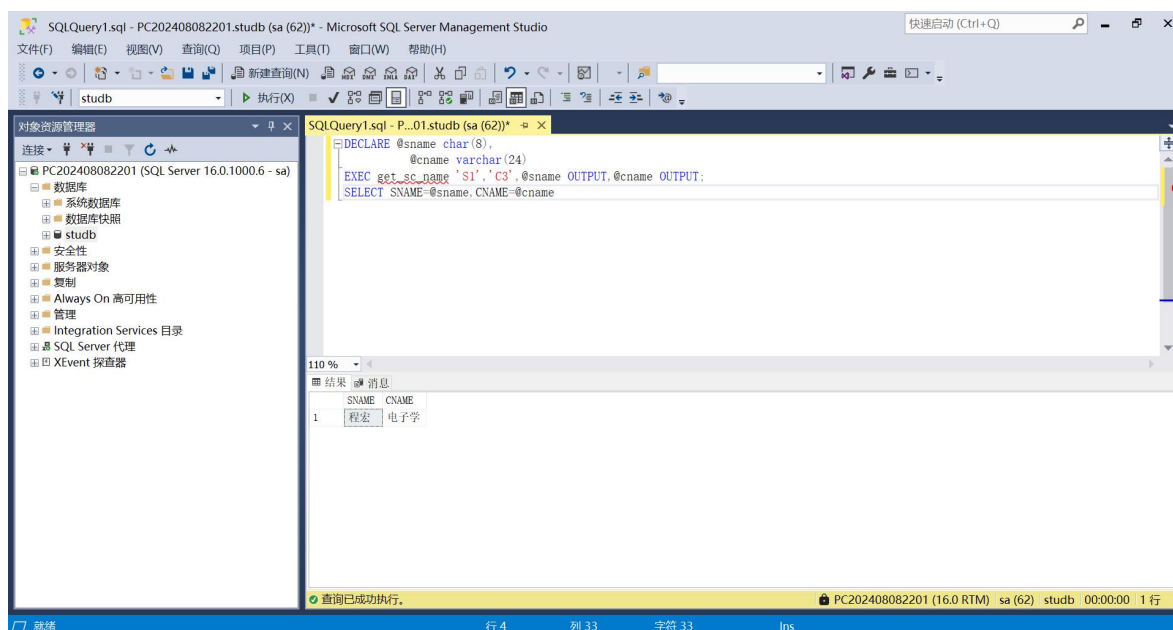 SQLQuery1.sql - PC202408082201.studb (sa (62))* - Microsoft SQL Server Management Studio
快速启动 (Ctrl+Q)
文件(F) 编辑(E) 视图(V) 查询(Q) 项目(P) 工具(T) 窗口(W) 帮助(H)
新建查询(N) MDX DMX XMLA DAX
studb 执行(X)
对象资源管理器
SQLQuery1.sql - P...01.studb (sa (62))*
连接
PC202408082201 (SQL Server 16.0.1000.6 - sa)
数据库
系统数据库
数据库快照
studb
安全性
服务器对象
复制
Always On 高可用性
管理
Integration Services 目录
SQL Server 代理
XEvent 探查器
DECLARE @sname char(8),
@cname varchar(24)
EXEC get_sc_name 'S1','C3',@sname OUTPUT,@cname OUTPUT;
SELECT SNAME=@sname,CNAME=@cname
110 %
结果 消息
SNAME CNAME
1 程宏 电子学
查询已成功执行。
PC202408082201 (16.0 RTM) sa (62) studb 00:00:00 1 行
就绪 行 4 列 33 字符 33 Ins